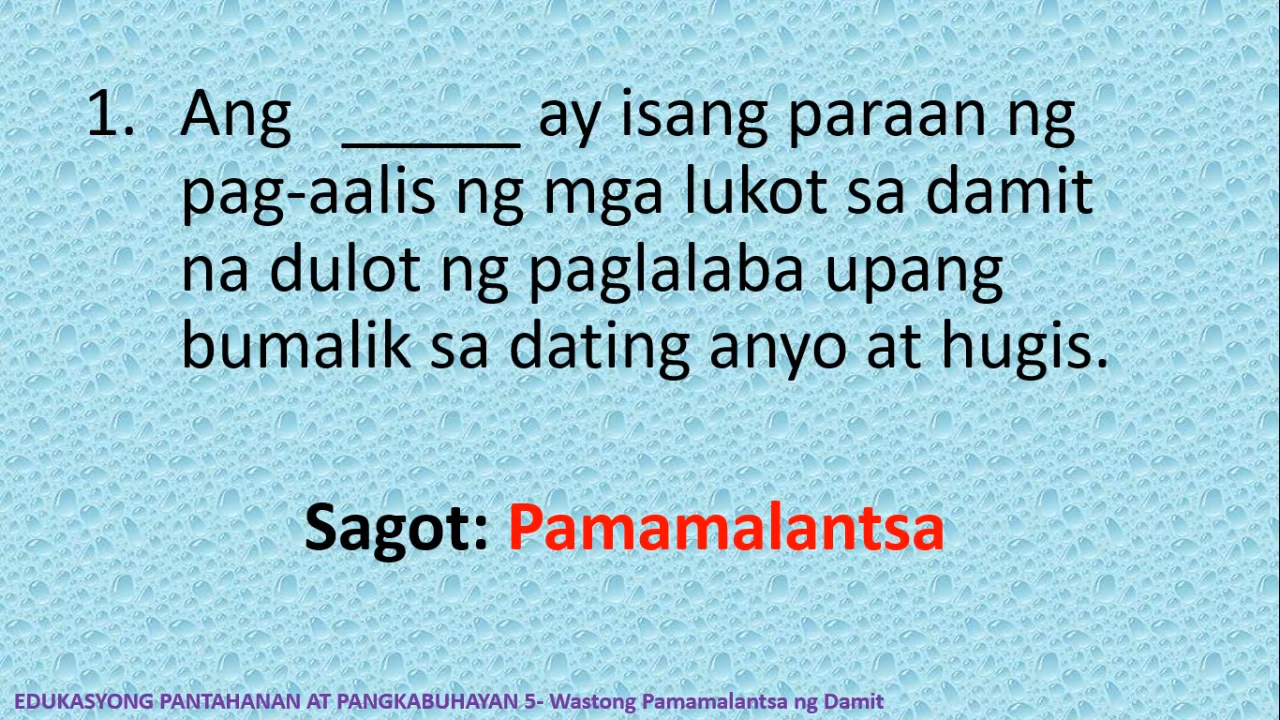 1. Ang ______ ay isang paraan ng
pag-aalis ng mga lukot sa damit
na dulot ng paglalaba upang
bumalik sa dating anyo at hugis.
Sagot: Pamamalantsa
EDUKASYONG PANTAHANAN AT PANGKABUHAYAN 5- Wastong Pamamalantsa ng Damit